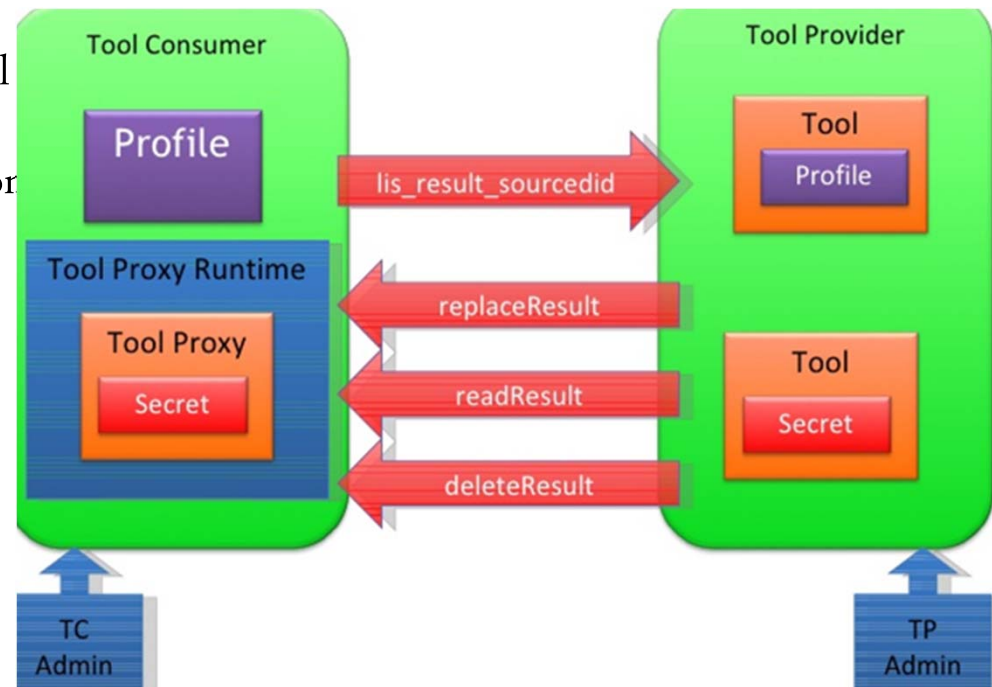 Tool Consumer
Profile
Tool Proxy Runtime
Tool Proxy
Secret
lis_result_sourcedid
replaceResult
readResult
deleteResult
Tool Provider
Tool
Profile
Tool
Secret
TC
Admin
TP
Admin